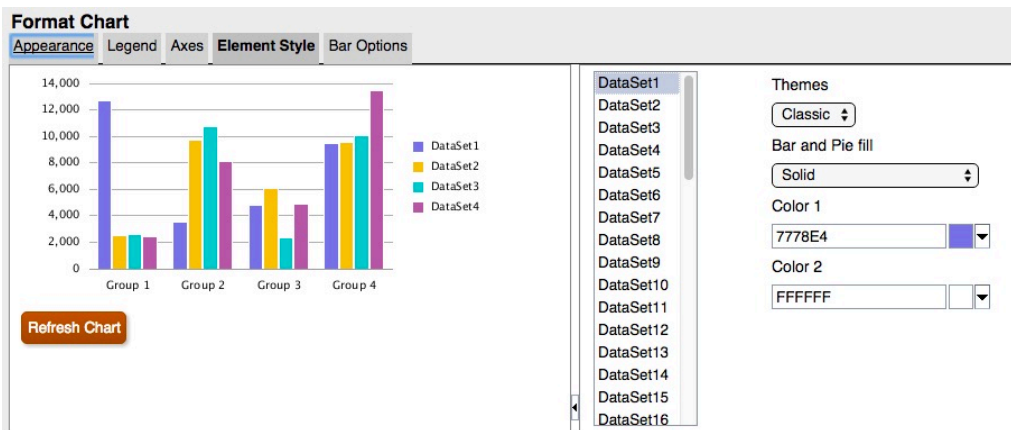 Format Chart
Appearance Legend Axes Element Style Bar Options
14,000
12,000
10,000
8,000
6,000
4,000
2,000
0
Group 1 Group 2 Group 3 Group 4
DataSet1
DataSet2
DataSet3
DataSet4
Refresh Chart
DataSet1
DataSet2
DataSet3
DataSet4
DataSet5
DataSet6
DataSet7
DataSet8
DataSet9
DataSet10
DataSet11
DataSet12
DataSet13
DataSet14
DataSet15
DataSet16
Themes
Classic
Bar and Pie fill
Solid
Color 1
7778E4
Color 2
FFFFFF